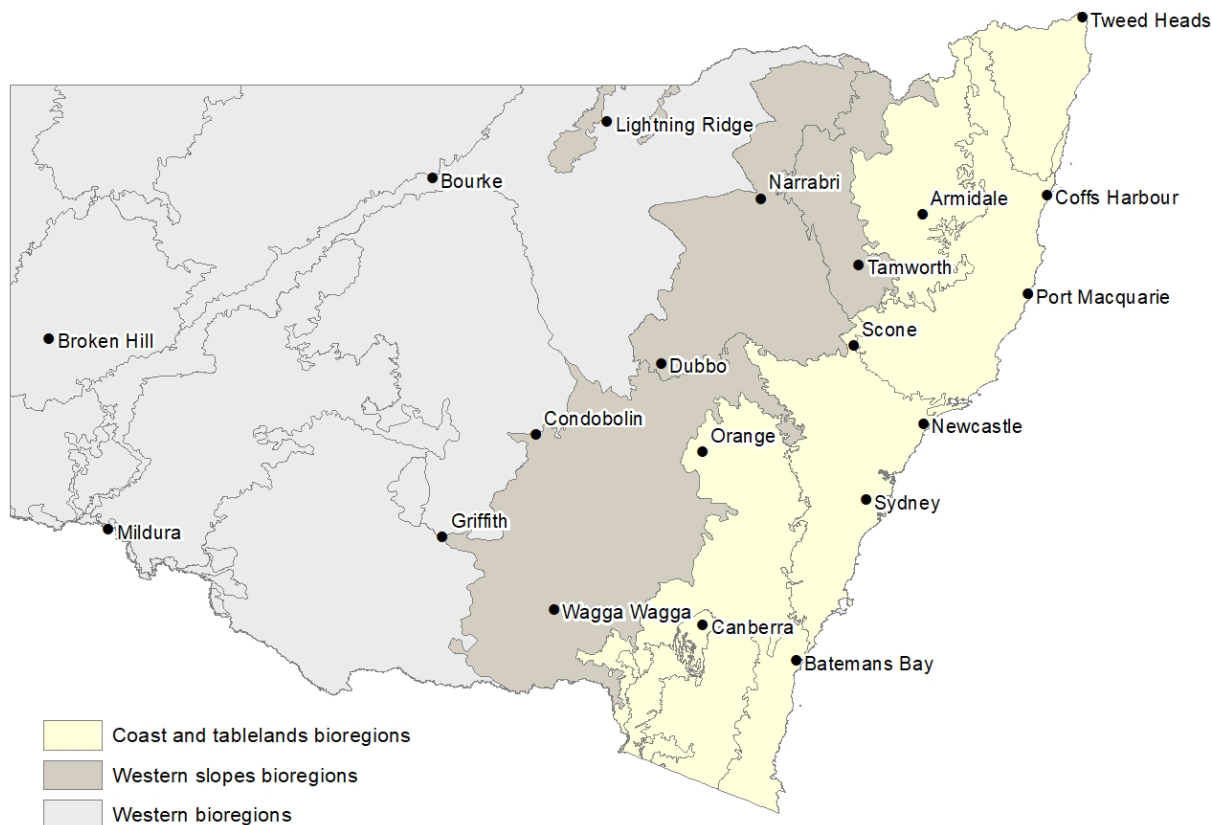 Tweed Heads
Lightning Ridge
Bourke
Narrabri
Armidale
Coffs Harbour
Tamworth
Port Macquarie
Broken Hill
Scone
Dubbo
Condobolin
Newcastle
Orange
Sydney
Griffith
Mildura
Wagga Wagga
Canberra
Batemans Bay
Coast and tablelands bioregions
Western slopes bioregions
Western bioregions